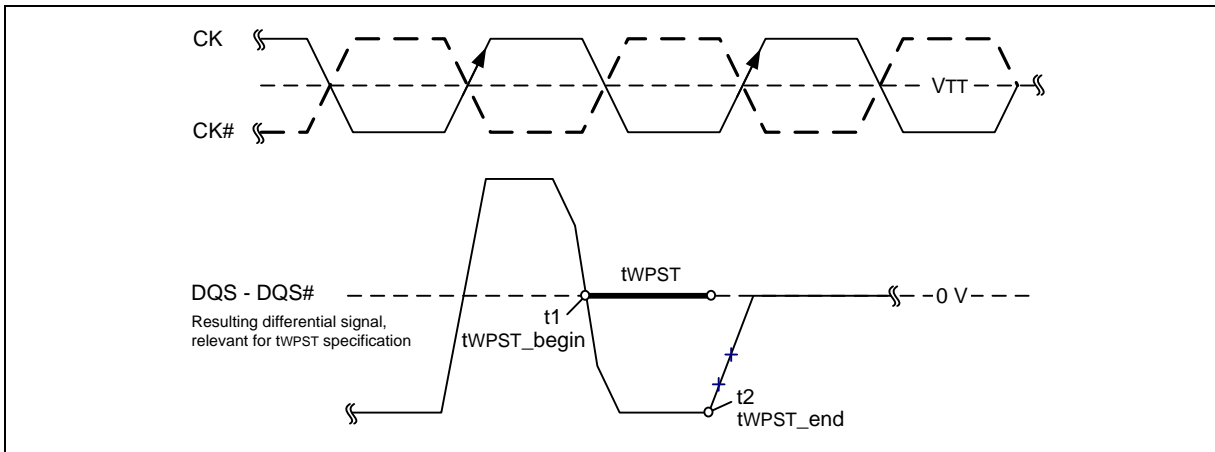 CK
VTT
CK#
tWPST
DQS - DQS#
0 V
Resulting differential signal,
relevant for tWPST specification
t1
tWPST_begin
t2
tWPST_end